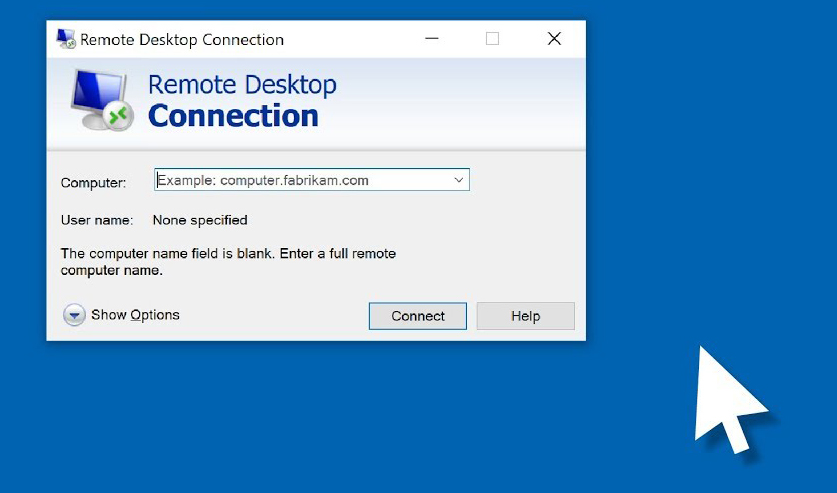 Remote Desktop Connection
Remote Desktop
Connection
Computer: Example: computer.fabrikam.com
User name: None specified
The computer name field is blank. Enter a full remote
computer name.
Show Options Connect Help